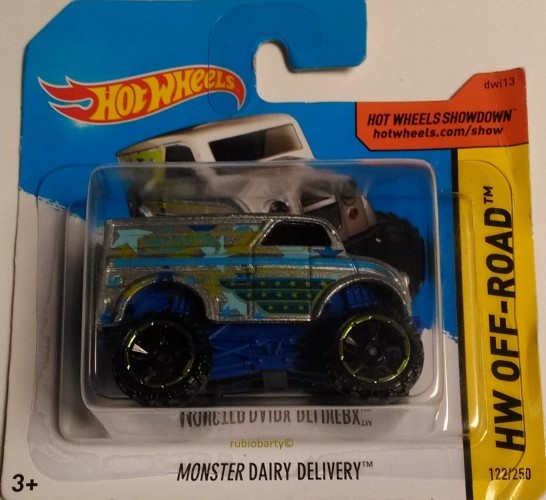 HOT WHEELS
dwi13
HOT WHEELS SHOWDOWN™
hotwheels.com/show
HW OFF-ROAD™
rubiobarty©
MONSTER DAIRY DELIVERY™
3+
122/250